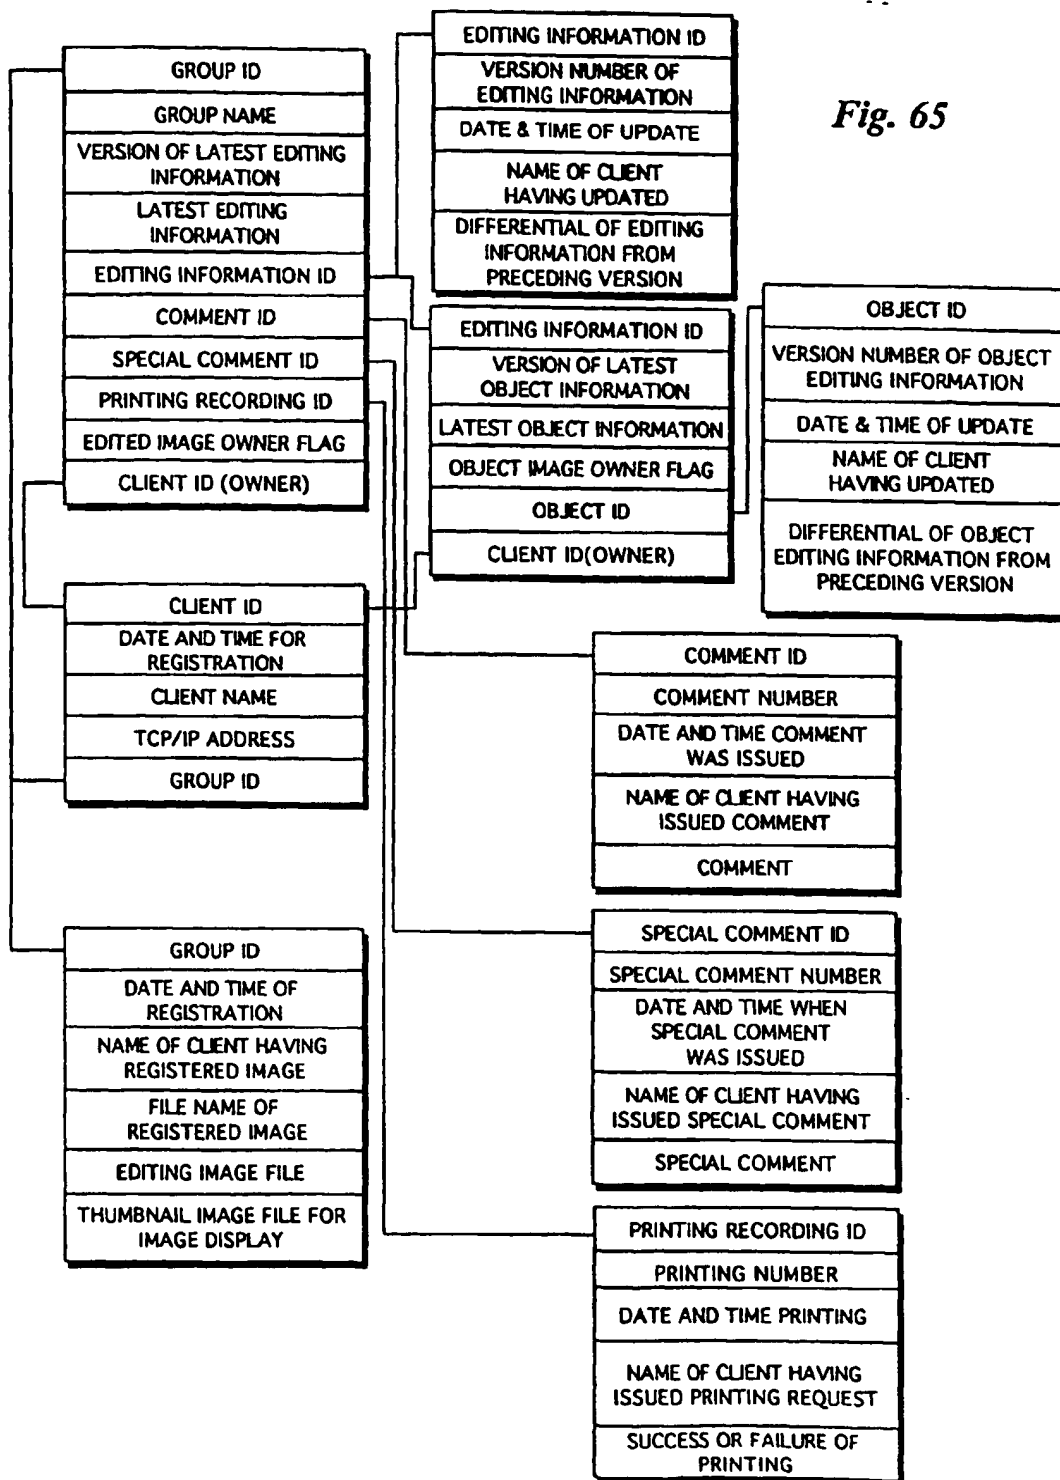 Fig. 65
GROUP ID
GROUP NAME
VERSION OF LATEST EDITING
INFORMATION
LATEST EDITING
INFORMATION
EDITING INFORMATION ID
COMMENT ID
SPECIAL COMMENT ID
PRINTING RECORDING ID
EDITED IMAGE OWNER FLAG
CLIENT ID (OWNER)
CLIENT ID
DATE AND TIME FOR
REGISTRATION
CLIENT NAME
TCP/IP ADDRESS
GROUP ID
GROUP ID
DATE AND TIME OF
REGISTRATION
NAME OF CLIENT HAVING
REGISTERED IMAGE
FILE NAME OF
REGISTERED IMAGE
EDITING IMAGE FILE
THUMBNAIL IMAGE FILE FOR
IMAGE DISPLAY
EDITING INFORMATION ID
VERSION NUMBER OF
EDITING INFORMATION
DATE & TIME OF UPDATE
NAME OF CLIENT
HAVING UPDATED
DIFFERENTIAL OF EDITING
INFORMATION FROM
PRECEDING VERSION
EDITING INFORMATION ID
VERSION OF LATEST
OBJECT INFORMATION
LATEST OBJECT INFORMATION
OBJECT IMAGE OWNER FLAG
OBJECT ID
CLIENT ID(OWNER)
OBJECT ID
VERSION NUMBER OF OBJECT
EDITING INFORMATION
DATE & TIME OF UPDATE
NAME OF CLIENT
HAVING UPDATED
DIFFERENTIAL OF OBJECT
EDITING INFORMATION FROM
PRECEDING VERSION
COMMENT ID
COMMENT NUMBER
DATE AND TIME COMMENT
WAS ISSUED
NAME OF CLIENT HAVING
ISSUED COMMENT
COMMENT
SPECIAL COMMENT ID
SPECIAL COMMENT NUMBER
DATE AND TIME WHEN
SPECIAL COMMENT
WAS ISSUED
NAME OF CLIENT HAVING
ISSUED SPECIAL COMMENT
SPECIAL COMMENT
PRINTING RECORDING ID
PRINTING NUMBER
DATE AND TIME PRINTING
NAME OF CLIENT HAVING
ISSUED PRINTING REQUEST
SUCCESS OR FAILURE OF
PRINTING